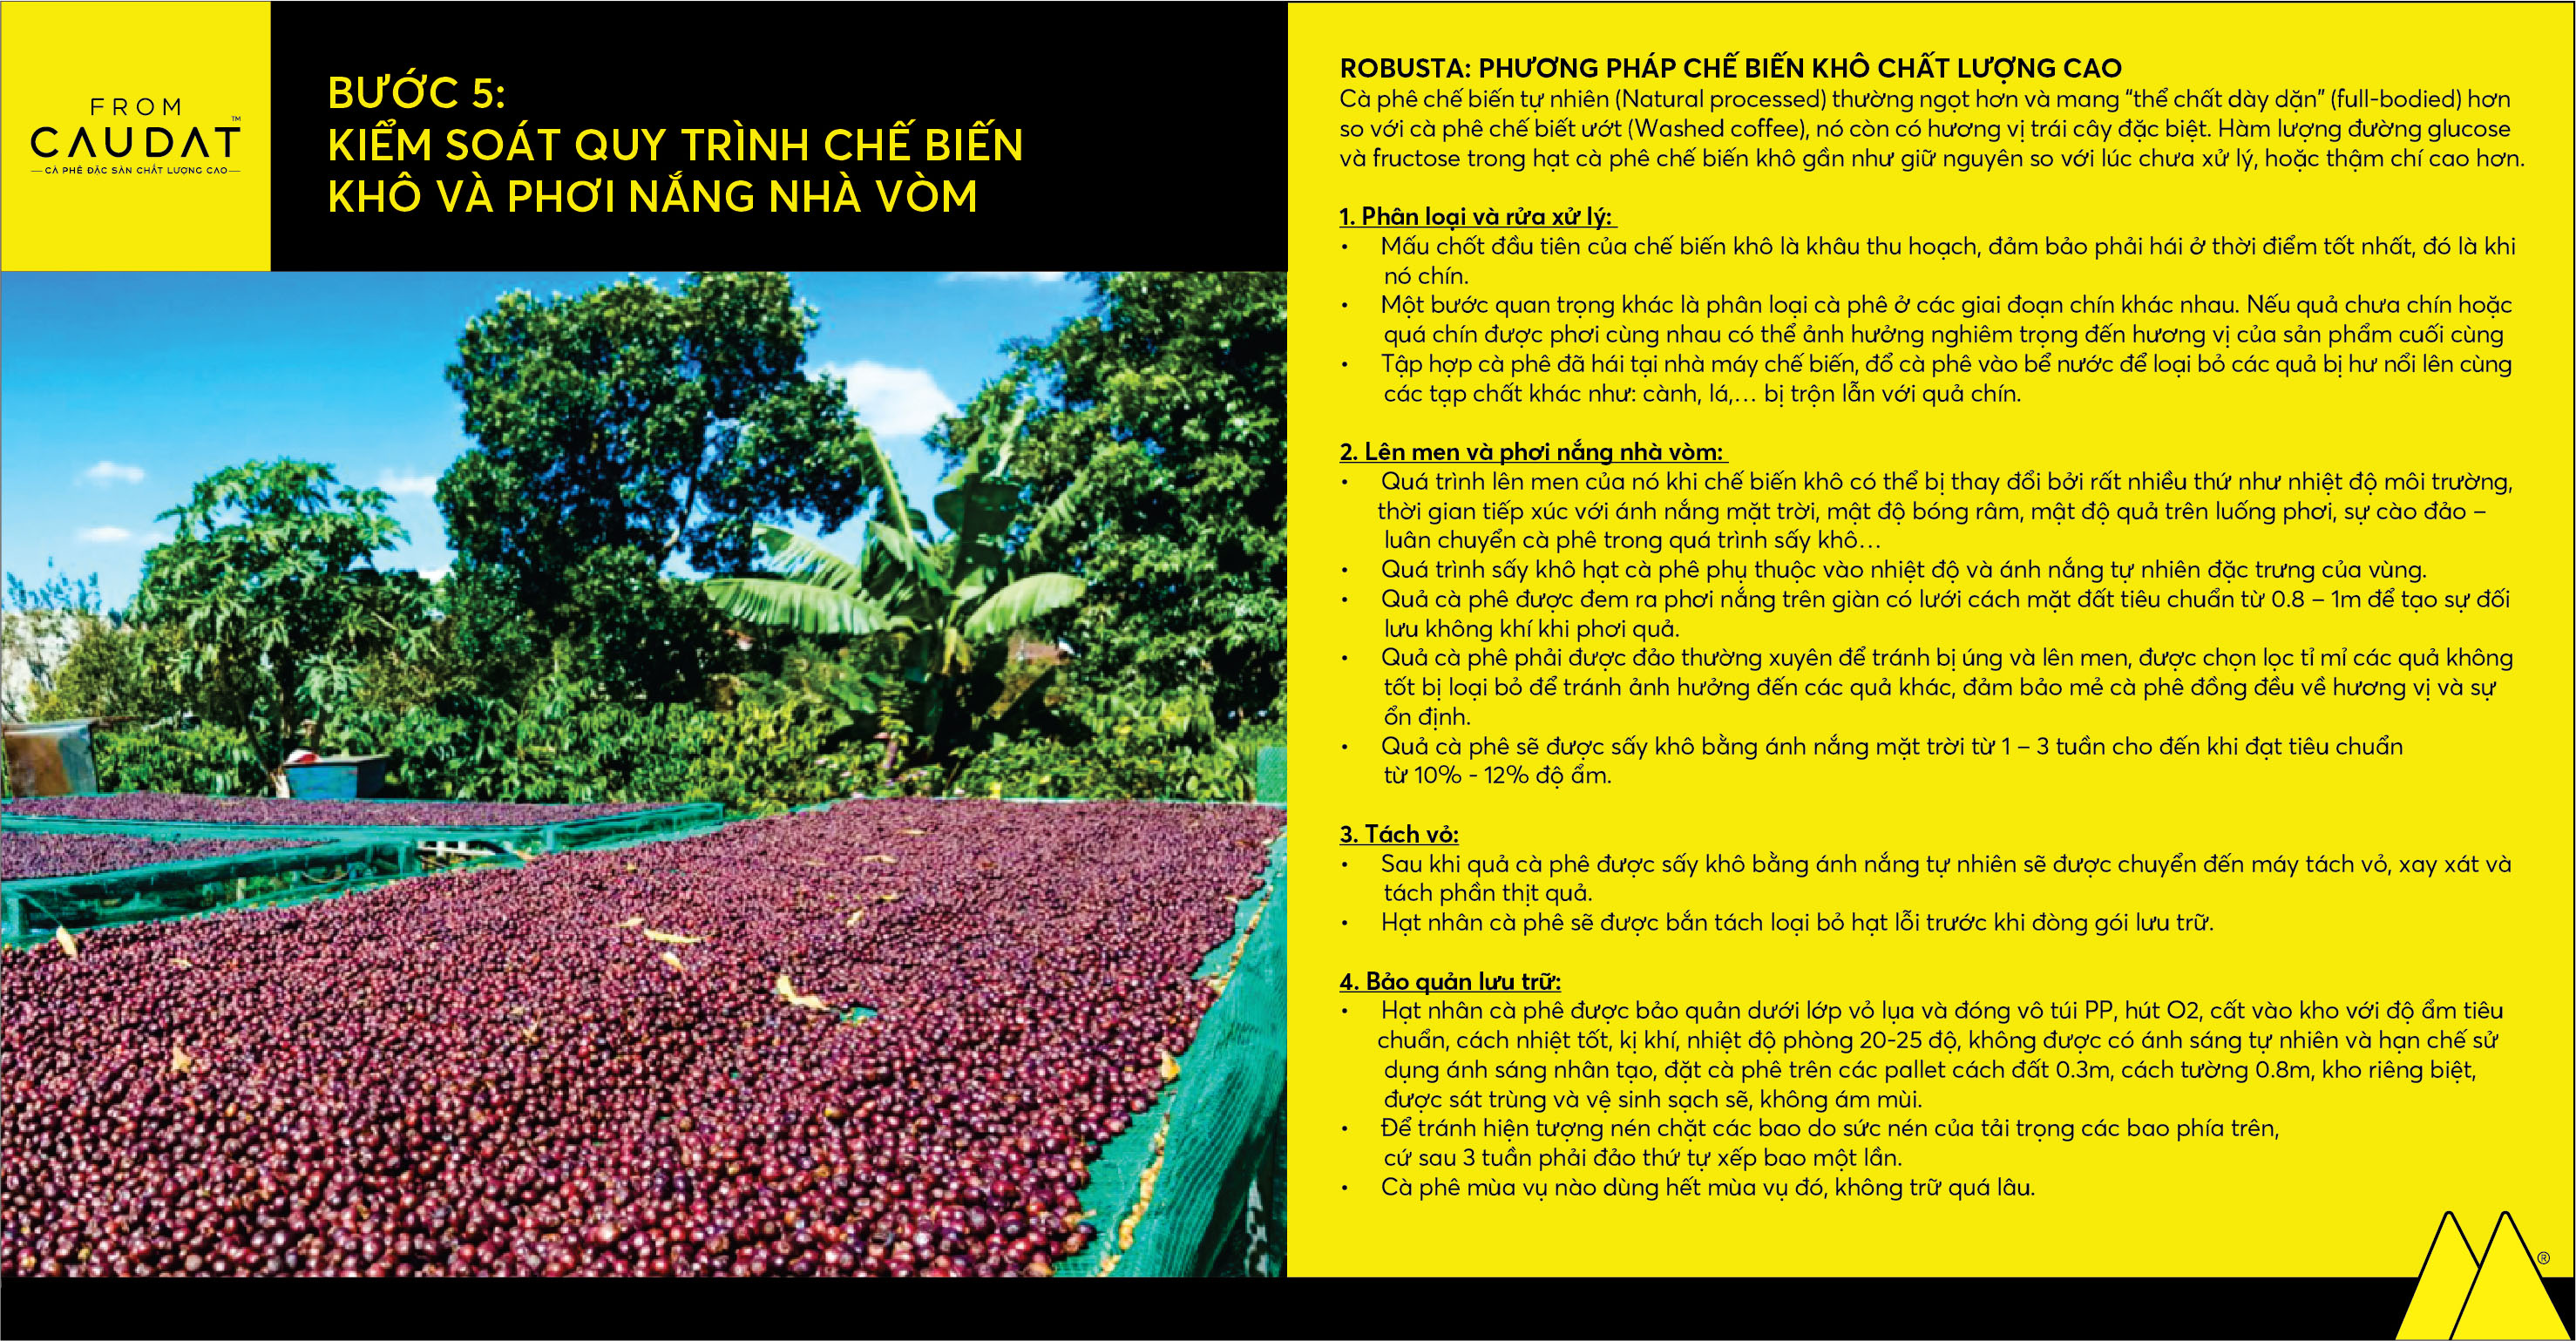 FROM
CAUDAT™
CÀ PHÊ ĐẶC SẢN CHẤT LƯỢNG CAO
BƯỚC 5:
KIỂM SOÁT QUY TRÌNH CHẾ BIẾN
KHÔ VÀ PHƠI NẮNG NHÀ VÒM
ROBUSTA: PHƯƠNG PHÁP CHẾ BIẾN KHÔ CHẤT LƯỢNG CAO
Cà phê chế biến tự nhiên (Natural processed) thường ngọt hơn và mang “thể chất dày dặn” (full-bodied) hơn
so với cà phê chế biết ướt (Washed coffee), nó còn có hương vị trái cây đặc biệt. Hàm lượng đường glucose
và fructose trong hạt cà phê chế biến khô gần như giữ nguyên so với lúc chưa xử lý, hoặc thậm chí cao hơn.
1. Phân loại và rửa xử lý:
• Mấu chốt đầu tiên của chế biến khô là khâu thu hoạch, đảm bảo phải hái ở thời điểm tốt nhất, đó là khi
nó chín.
• Một bước quan trọng khác là phân loại cà phê ở các giai đoạn chín khác nhau. Nếu quả chưa chín hoặc
quá chín được phơi cùng nhau có thể ảnh hưởng nghiêm trọng đến hương vị của sản phẩm cuối cùng
• Tập hợp cà phê đã hái tại nhà máy chế biến, đổ cà phê vào bể nước để loại bỏ các quả bị hư nổi lên cùng
các tạp chất khác như: cành, lá,… bị trộn lẫn với quả chín.
2. Lên men và phơi nắng nhà vòm:
• Quá trình lên men của nó khi chế biến khô có thể bị thay đổi bởi rất nhiều thứ như nhiệt độ môi trường,
thời gian tiếp xúc với ánh nắng mặt trời, mật độ bóng râm, mật độ quả trên luống phơi, sự cào đảo –
luân chuyển cà phê trong quá trình sấy khô…
• Quá trình sấy khô hạt cà phê phụ thuộc vào nhiệt độ và ánh nắng tự nhiên đặc trưng của vùng.
• Quả cà phê được đem ra phơi nắng trên giàn có lưới cách mặt đất tiêu chuẩn từ 0.8 – 1m để tạo sự đối
lưu không khí khi phơi quả.
• Quả cà phê phải được đảo thường xuyên để tránh bị úng và lên men, được chọn lọc tỉ mỉ các quả không
tốt bị loại bỏ để tránh ảnh hưởng đến các quả khác, đảm bảo mẻ cà phê đồng đều về hương vị và sự
ổn định.
• Quả cà phê sẽ được sấy khô bằng ánh nắng mặt trời từ 1 – 3 tuần cho đến khi đạt tiêu chuẩn
từ 10% - 12% độ ẩm.
3. Tách vỏ:
• Sau khi quả cà phê được sấy khô bằng ánh nắng tự nhiên sẽ được chuyển đến máy tách vỏ, xay xát và
tách phần thịt quả.
• Hạt nhân cà phê sẽ được bắn tách loại bỏ hạt lỗi trước khi đòng gói lưu trữ.
4. Bảo quản lưu trữ:
• Hạt nhân cà phê được bảo quản dưới lớp vỏ lụa và đóng vô túi PP, hút O2, cất vào kho với độ ẩm tiêu
chuẩn, cách nhiệt tốt, kị khí, nhiệt độ phòng 20-25 độ, không được có ánh sáng tự nhiên và hạn chế sử
dụng ánh sáng nhân tạo, đặt cà phê trên các pallet cách đất 0.3m, cách tường 0.8m, kho riêng biệt,
được sát trùng và vệ sinh sạch sẽ, không ám mùi.
• Để tránh hiện tượng nén chặt các bao do sức nén của tải trọng các bao phía trên,
cứ sau 3 tuần phải đảo thứ tự xếp bao một lần.
• Cà phê mùa vụ nào dùng hết mùa vụ đó, không trữ quá lâu.
®